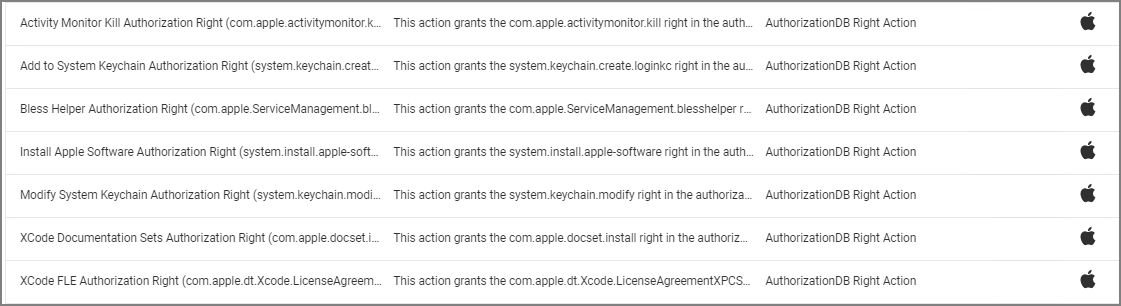 Activity Monitor Kill Authorization Right (com.apple.activitymonitor.k... This action grants the com.apple.activitymonitor.kill right in the auth... AuthorizationDB Right Action
Add to System Keychain Authorization Right (system.keychain.creat... This action grants the system.keychain.create.loginkc right in the au... AuthorizationDB Right Action
Bless Helper Authorization Right (com.apple.ServiceManagement.bl... This action grants the com.apple.ServiceManagement.blesshelper r... AuthorizationDB Right Action
Install Apple Software Authorization Right (system.install.apple-soft... This action grants the system.install.apple-software right in the auth... AuthorizationDB Right Action
Modify System Keychain Authorization Right (system.keychain.modi... This action grants the system.keychain.modify right in the authoriza... AuthorizationDB Right Action
XCode Documentation Sets Authorization Right (com.apple.docset.i... This action grants the com.apple.docset.install right in the authoriz... AuthorizationDB Right Action
XCode FLE Authorization Right (com.apple.dt.Xcode.LicenseAgreem... This action grants the com.apple.dt.Xcode.LicenseAgreementXPCS... AuthorizationDB Right Action